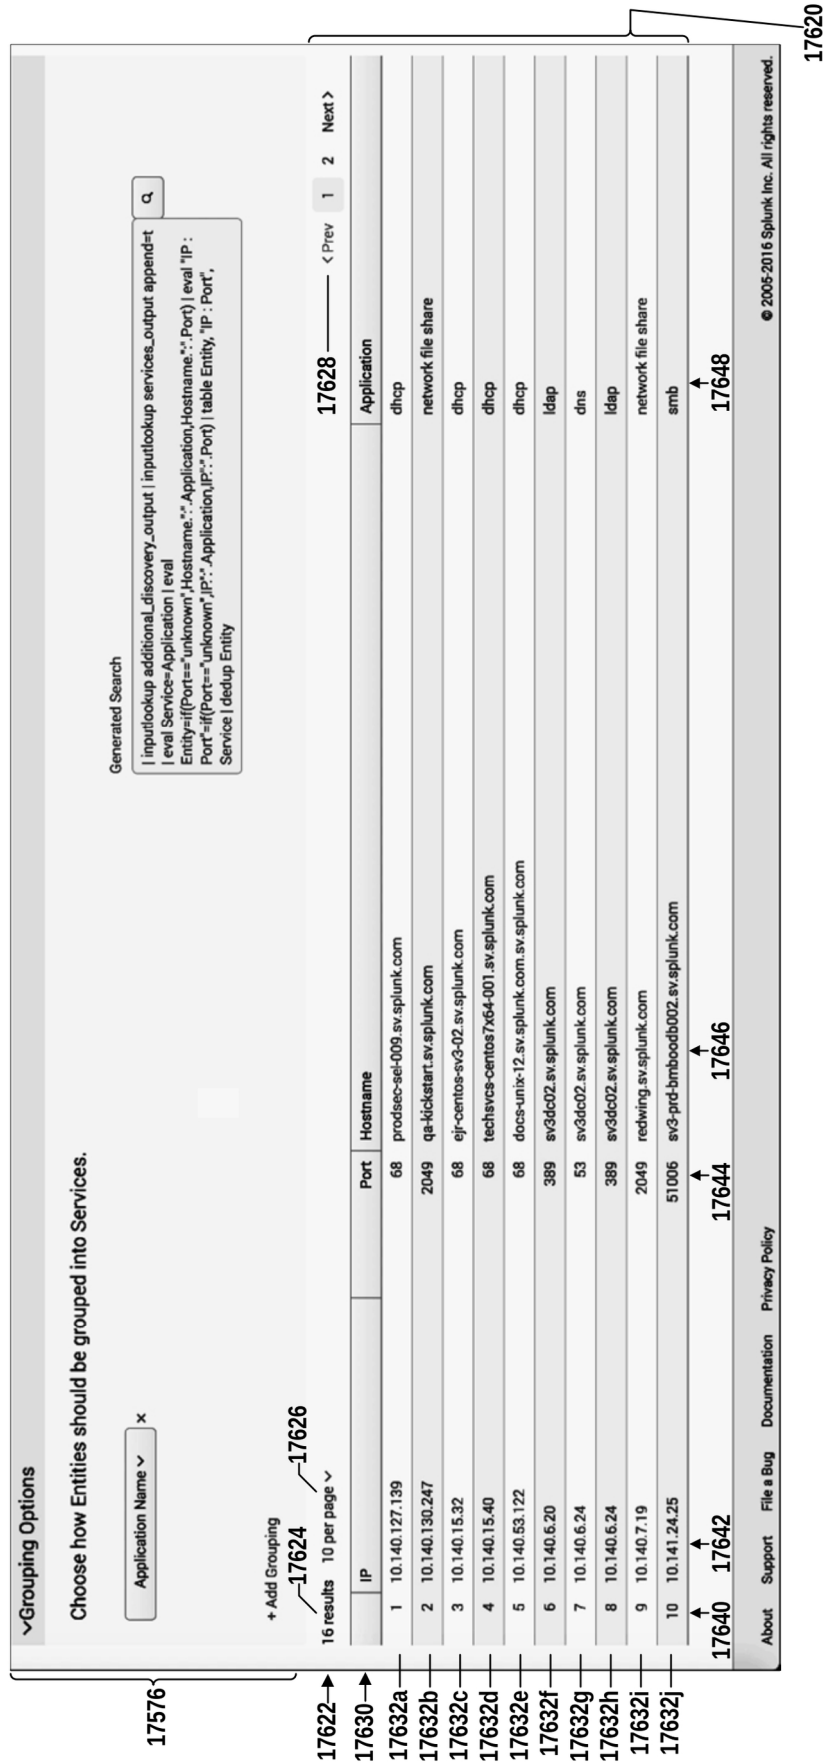 17576
∨Grouping Options
Choose how Entities should be grouped into Services.
Application Name ∨ ×
+ Add Grouping
Generated Search
| inputlookup additional_discovery_output | inputlookup services_output append=t
| eval Service=Application | eval
Entity=if(Port=="unknown",Hostname.":".Application,Hostname.":".Port) | eval "IP :
Port"=if(Port=="unknown",IP.":".Application,IP.":".Port) | table Entity, "IP : Port",
Service | dedup Entity
17624
17626
17628
17622
16 results 10 per page ∨ < Prev 1 2 Next >
17630
IP Port Hostname Application
17632a 1 10.140.127.139 68 prodsec-sel-009.sv.splunk.com dhcp
17632b 2 10.140.130.247 2049 qa-kickstart.sv.splunk.com network file share
17632c 3 10.140.15.32 68 ejr-centos-sv3-02.sv.splunk.com dhcp
17632d 4 10.140.15.40 68 techsvcs-centos7x64-001.sv.splunk.com dhcp
17632e 5 10.140.53.122 68 docs-unix-12.sv.splunk.com.sv.splunk.com dhcp
17632f 6 10.140.6.20 389 sv3dc02.sv.splunk.com ldap
17632g 7 10.140.6.24 53 sv3dc02.sv.splunk.com dns
17632h 8 10.140.6.24 389 sv3dc02.sv.splunk.com ldap
17632i 9 10.140.7.19 2049 redwing.sv.splunk.com network file share
17632j 10 10.141.24.25 51006 sv3-prd-bmboodb002.sv.splunk.com smb
17640 17642 17644 17646 17648
About Support File a Bug Documentation Privacy Policy © 2005-2016 Splunk Inc. All rights reserved.
17620